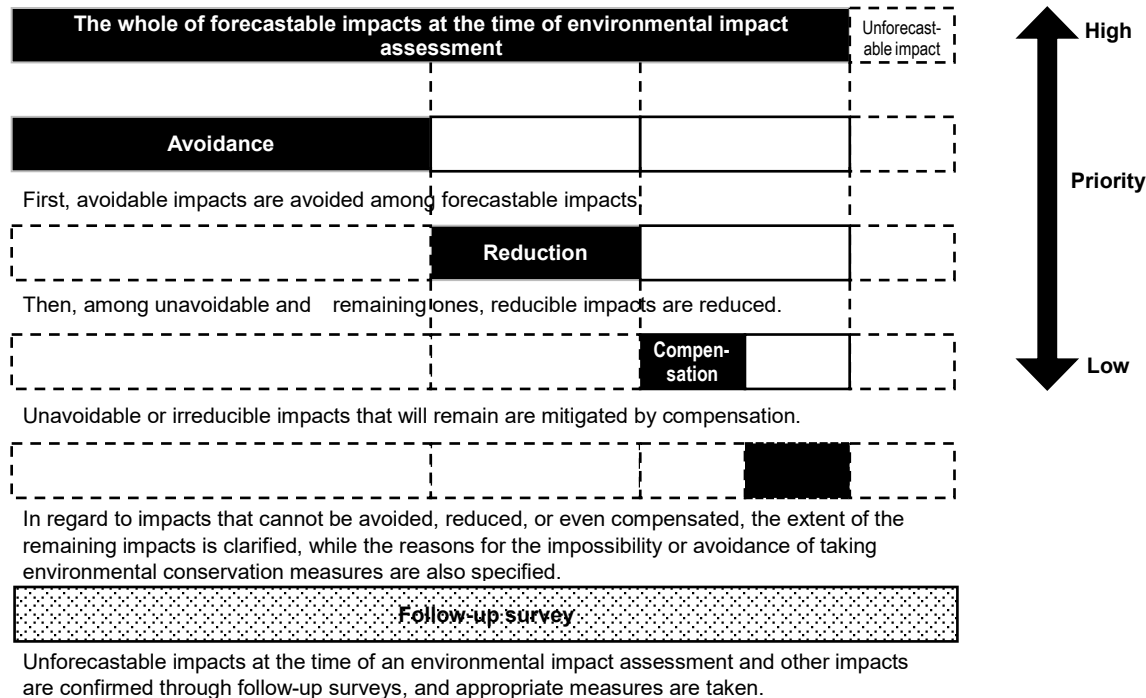 The whole of forecastable impacts at the time of environmental impact
assessment
Unforecast-
able impact
High
Avoidance
Priority
First, avoidable impacts are avoided among forecastable impacts
Reduction
Then, among unavoidable and remaining ones, reducible impacts are reduced.
Compen-
sation
Low
Unavoidable or irreducible impacts that will remain are mitigated by compensation.
In regard to impacts that cannot be avoided, reduced, or even compensated, the extent of the
remaining impacts is clarified, while the reasons for the impossibility or avoidance of taking
environmental conservation measures are also specified.
Follow-up survey
Unforecastable impacts at the time of an environmental impact assessment and other impacts
are confirmed through follow-up surveys, and appropriate measures are taken.